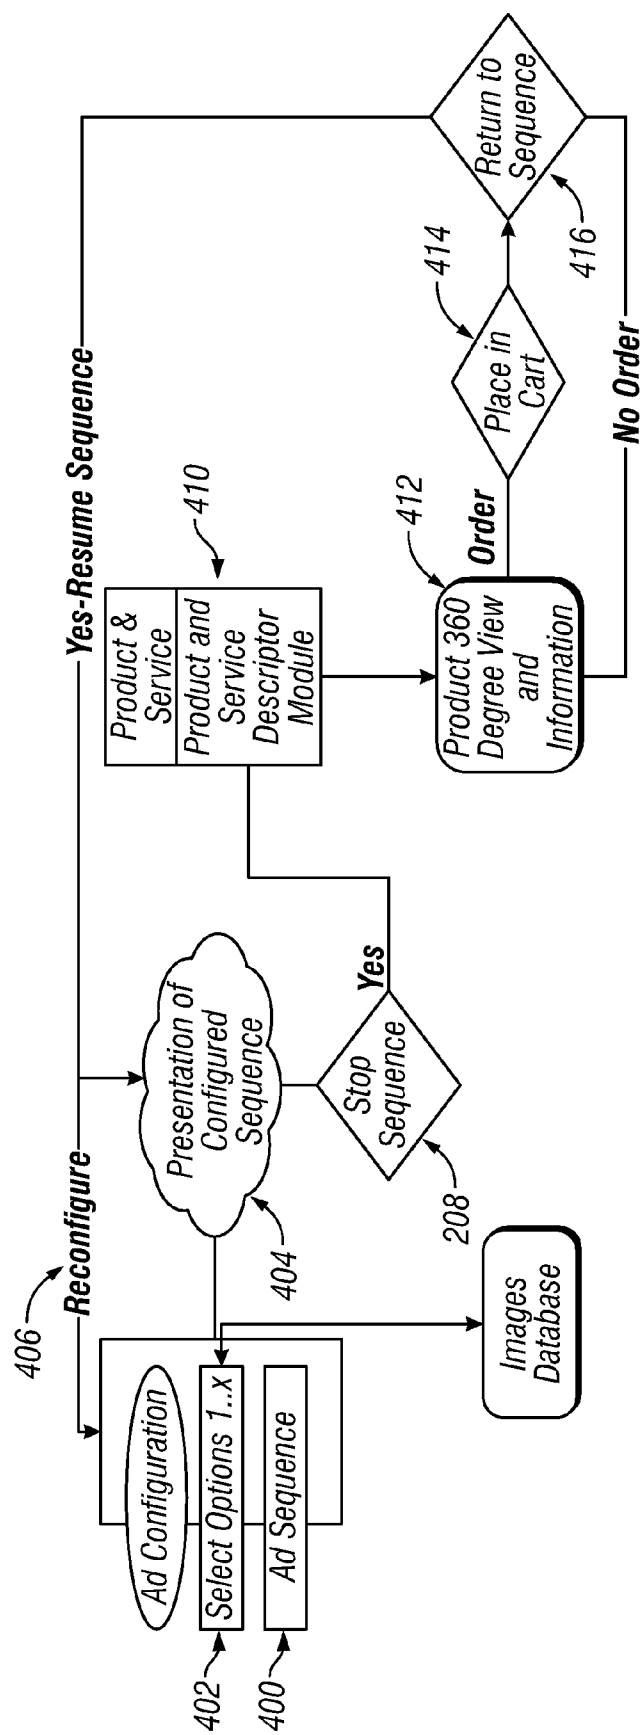 406
Reconfigure
Yes-Resume Sequence
Ad Configuration
402
Select Options 1..x
400
Ad Sequence
Presentation of
Configured
Sequence
404
Images
Database
Stop
Sequence
208
Yes
Product &
Service
Product and
Service
Descriptor
Module
410
Product 360
Degree View
and
Information
412
Order
Place in
Cart
414
No Order
Return to
Sequence
416